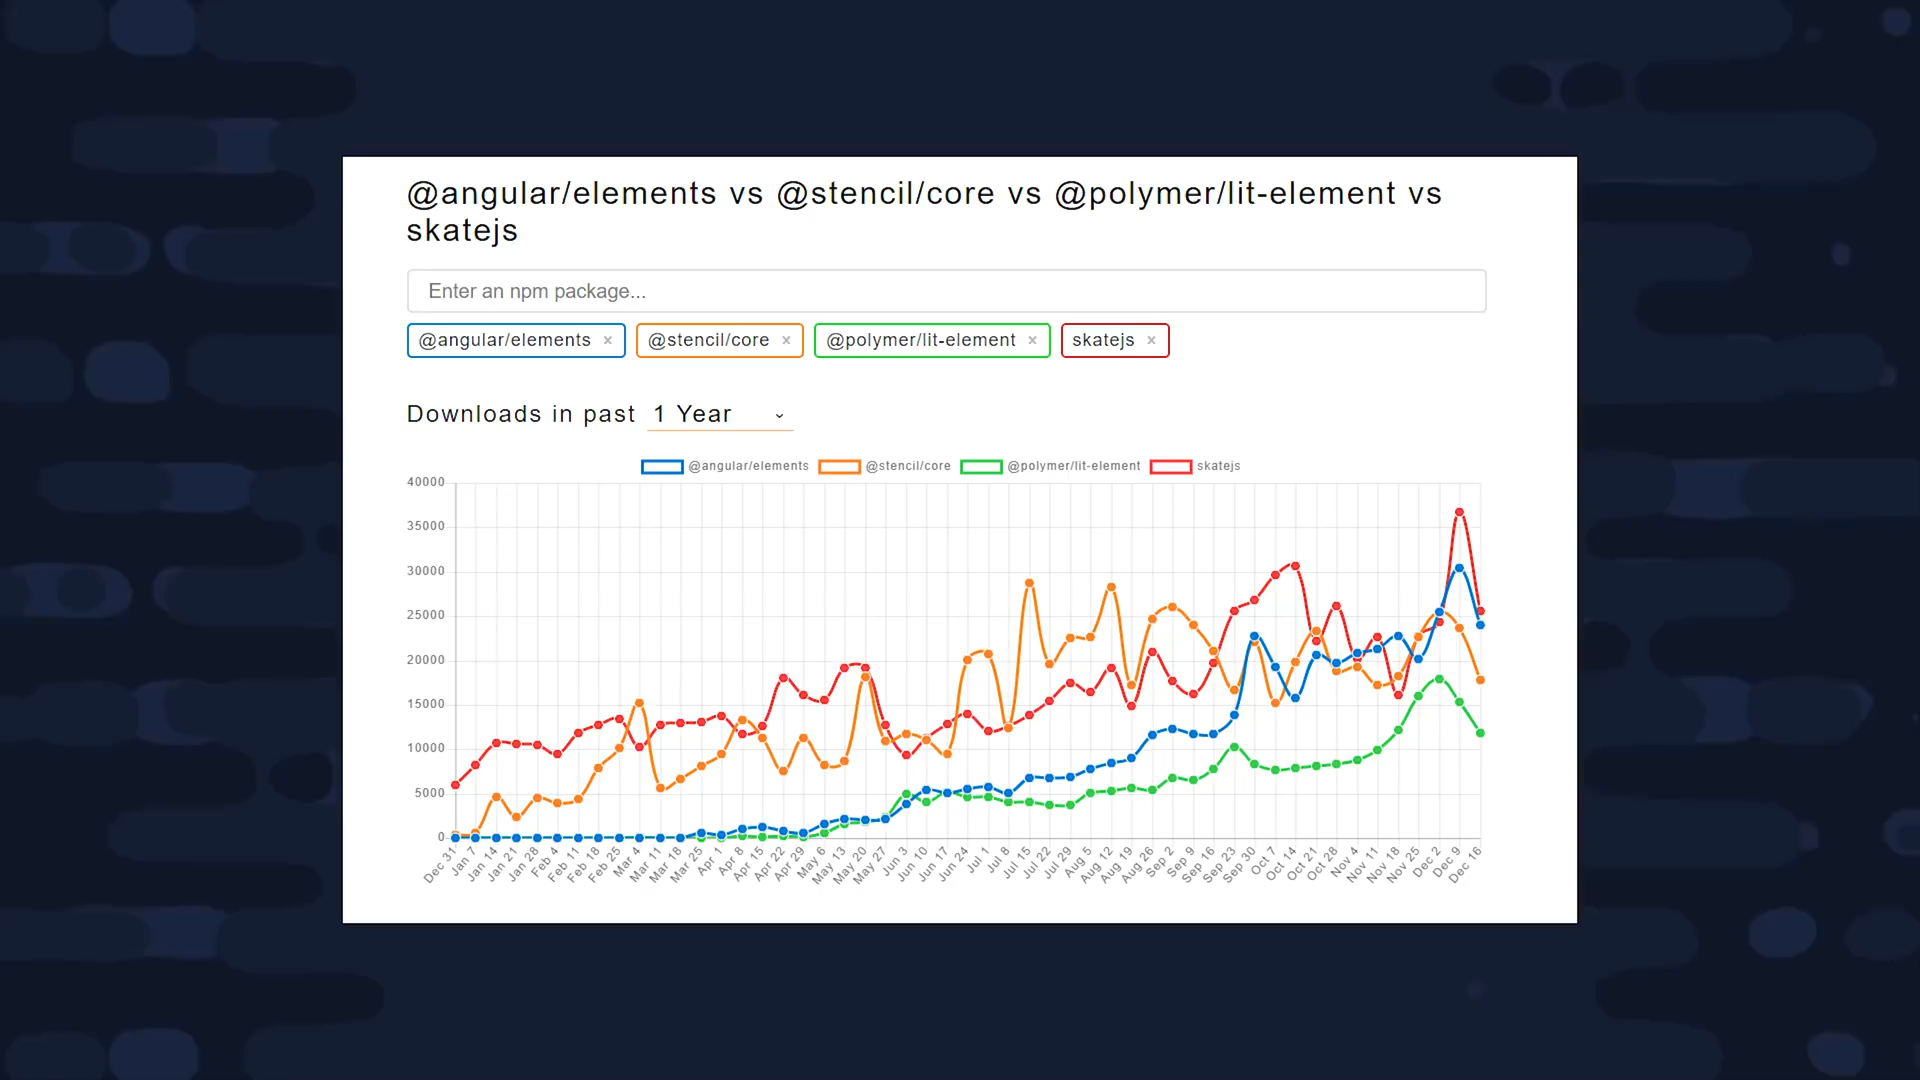 @angular/elements vs @stencil/core vs @polymer/lit-element vs
skatejs
Enter an npm package...
@angular/elements × @stencil/core × @polymer/lit-element × skatejs ×
Downloads in past 1 Year
@angular/elements @stencil/core @polymer/lit-element skatejs
40000
35000
30000
25000
20000
15000
10000
5000
0
Dec 31 Jan 7 Jan 14 Jan 21 Jan 28 Feb 4 Feb 11 Feb 18 Feb 25 Mar 4 Mar 11 Mar 18 Mar 25 Apr 1 Apr 8 Apr 15 Apr 22 Apr 29 May 6 May 13 May 20 May 27 Jun 3 Jun 10 Jun 17 Jun 24 Jul 1 Jul 8 Jul 15 Jul 22 Jul 29 Aug 5 Aug 12 Aug 19 Aug 26 Sep 2 Sep 9 Sep 16 Sep 23 Sep 30 Oct 7 Oct 14 Oct 21 Oct 28 Nov 4 Nov 11 Nov 18 Nov 25 Dec 2 Dec 9 Dec 16